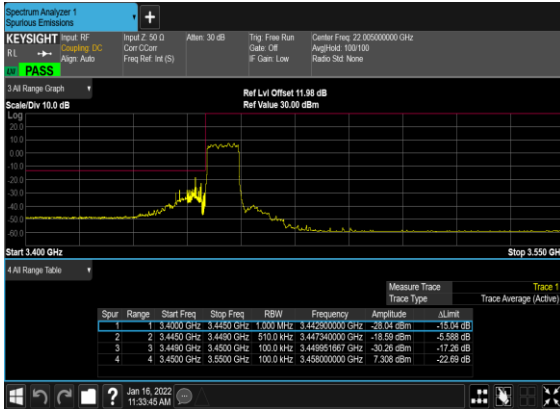 Spectrum Analyzer 1
Spurious Emissions
+
KEYSIGHT Input: RF Input Z: 50 Ω Atten: 30 dB Trig: Free Run Center Freq: 22.005000000 GHz
RL Coupling: DC Corr CCorr Gate: Off Avg|Hold: 100/100
Align: Auto Freq Ref: Int (S) IF Gain: Low Radio Std: None
PASS
3 All Range Graph
Ref Lvl Offset 11.98 dB
Scale/Div 10.0 dB Ref Value 30.00 dBm
Log
20.0
10.0
0.00
-10.0
-20.0
-30.0
-40.0
-50.0
-60.0
Start 3.400 GHz Stop 3.550 GH
4 All Range Table
Measure Trace Trace 1
Trace Type Trace Average (Active)
Spur Range Start Freq Stop Freq RBW Frequency Amplitude ΔLimit
1 1 3.4000 GHz 3.4450 GHz 1.000 MHz 3.442900000 GHz -28.04 dBm -15.04 dB
2 2 3.4450 GHz 3.4490 GHz 510.0 kHz 3.447340000 GHz -18.59 dBm -5.588 dB
3 3 3.4490 GHz 3.4500 GHz 100.0 kHz 3.449951667 GHz -30.26 dBm -17.26 dB
4 4 3.4500 GHz 3.5500 GHz 100.0 kHz 3.458000000 GHz 7.308 dBm -22.69 dB
?
Jan 16, 2022
11:33:45 AM